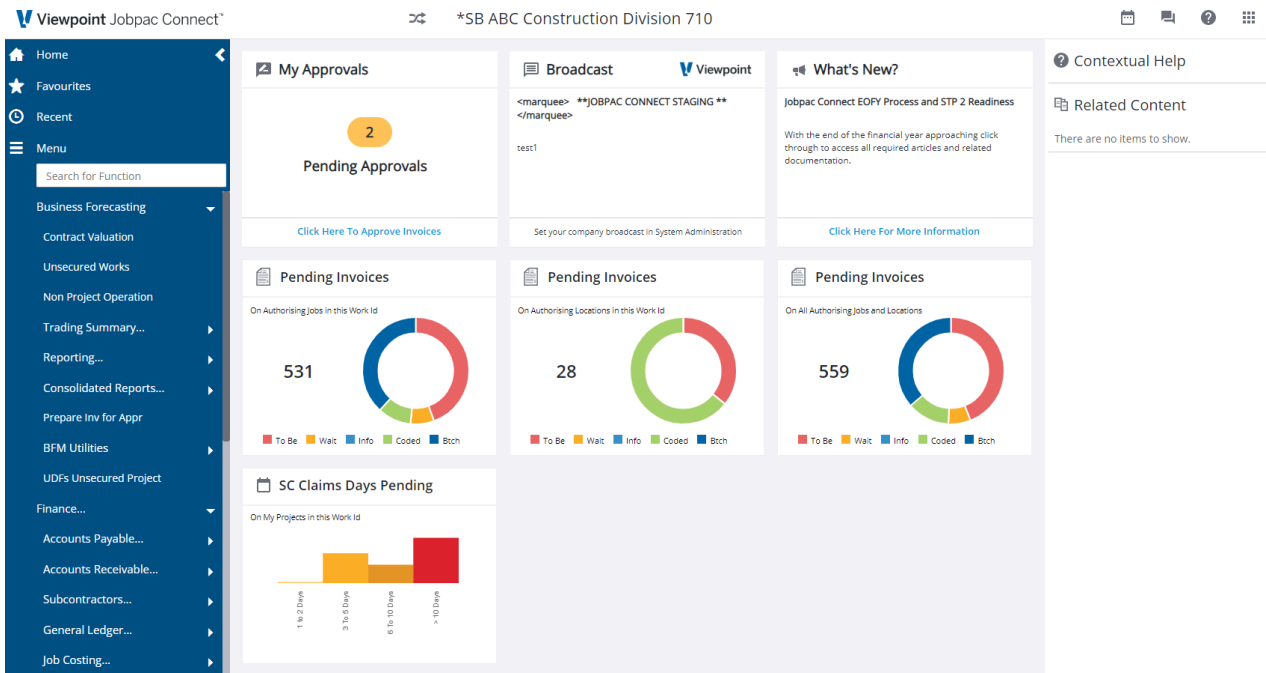 Viewpoint Jobpac Connect™
*SB ABC Construction Division 710
Home
Favourites
Recent
Menu
Search for Function
Business Forecasting
Contract Valuation
Unsecured Works
Non Project Operation
Trading Summary...
Reporting...
Consolidated Reports...
Prepare Inv for Appr
BFM Utilities
UDFs Unsecured Project
Finance...
Accounts Payable...
Accounts Receivable...
Subcontractors...
General Ledger...
Job Costing...
My Approvals
2
Pending Approvals
Click Here To Approve Invoices
Broadcast
Viewpoint
<marquee> **JOBPAC CONNECT STAGING **
</marquee>
test1
Set your company broadcast in System Administration
What's New?
Jobpac Connect EOFY Process and STP 2 Readiness
With the end of the financial year approaching click
through to access all required articles and related
documentation.
Click Here For More Information
Pending Invoices
On Authorising Jobs in this Work Id
531
To Be Wait Info Coded Btch
Pending Invoices
On Authorising Locations in this Work Id
28
To Be Wait Info Coded Btch
Pending Invoices
On All Authorising Jobs and Locations
559
To Be Wait Info Coded Btch
SC Claims Days Pending
On My Projects in this Work Id
1 to 2 Days
3 To 5 Days
6 To 10 Days
> 10 Days
Contextual Help
Related Content
There are no items to show.